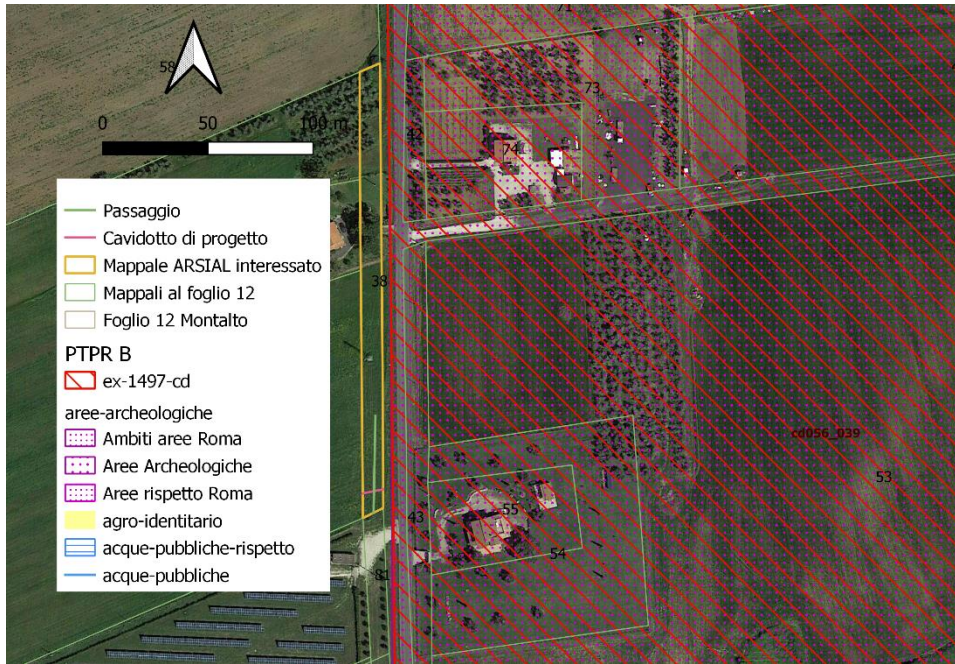 71
58
73
0 50 100 m
42
74
Passaggio
Cavidotto di progetto
Mappale ARSIAL interessato
38
Mappali al foglio 12
Foglio 12 Montalto
PTPR B
ex-1497-cd
aree-archeologiche
Ambiti aree Roma
cd056_039
Aree Archeologiche
53
Aree rispetto Roma
55
43
agro-identitario
acque-pubbliche-rispetto
54
acque-pubbliche